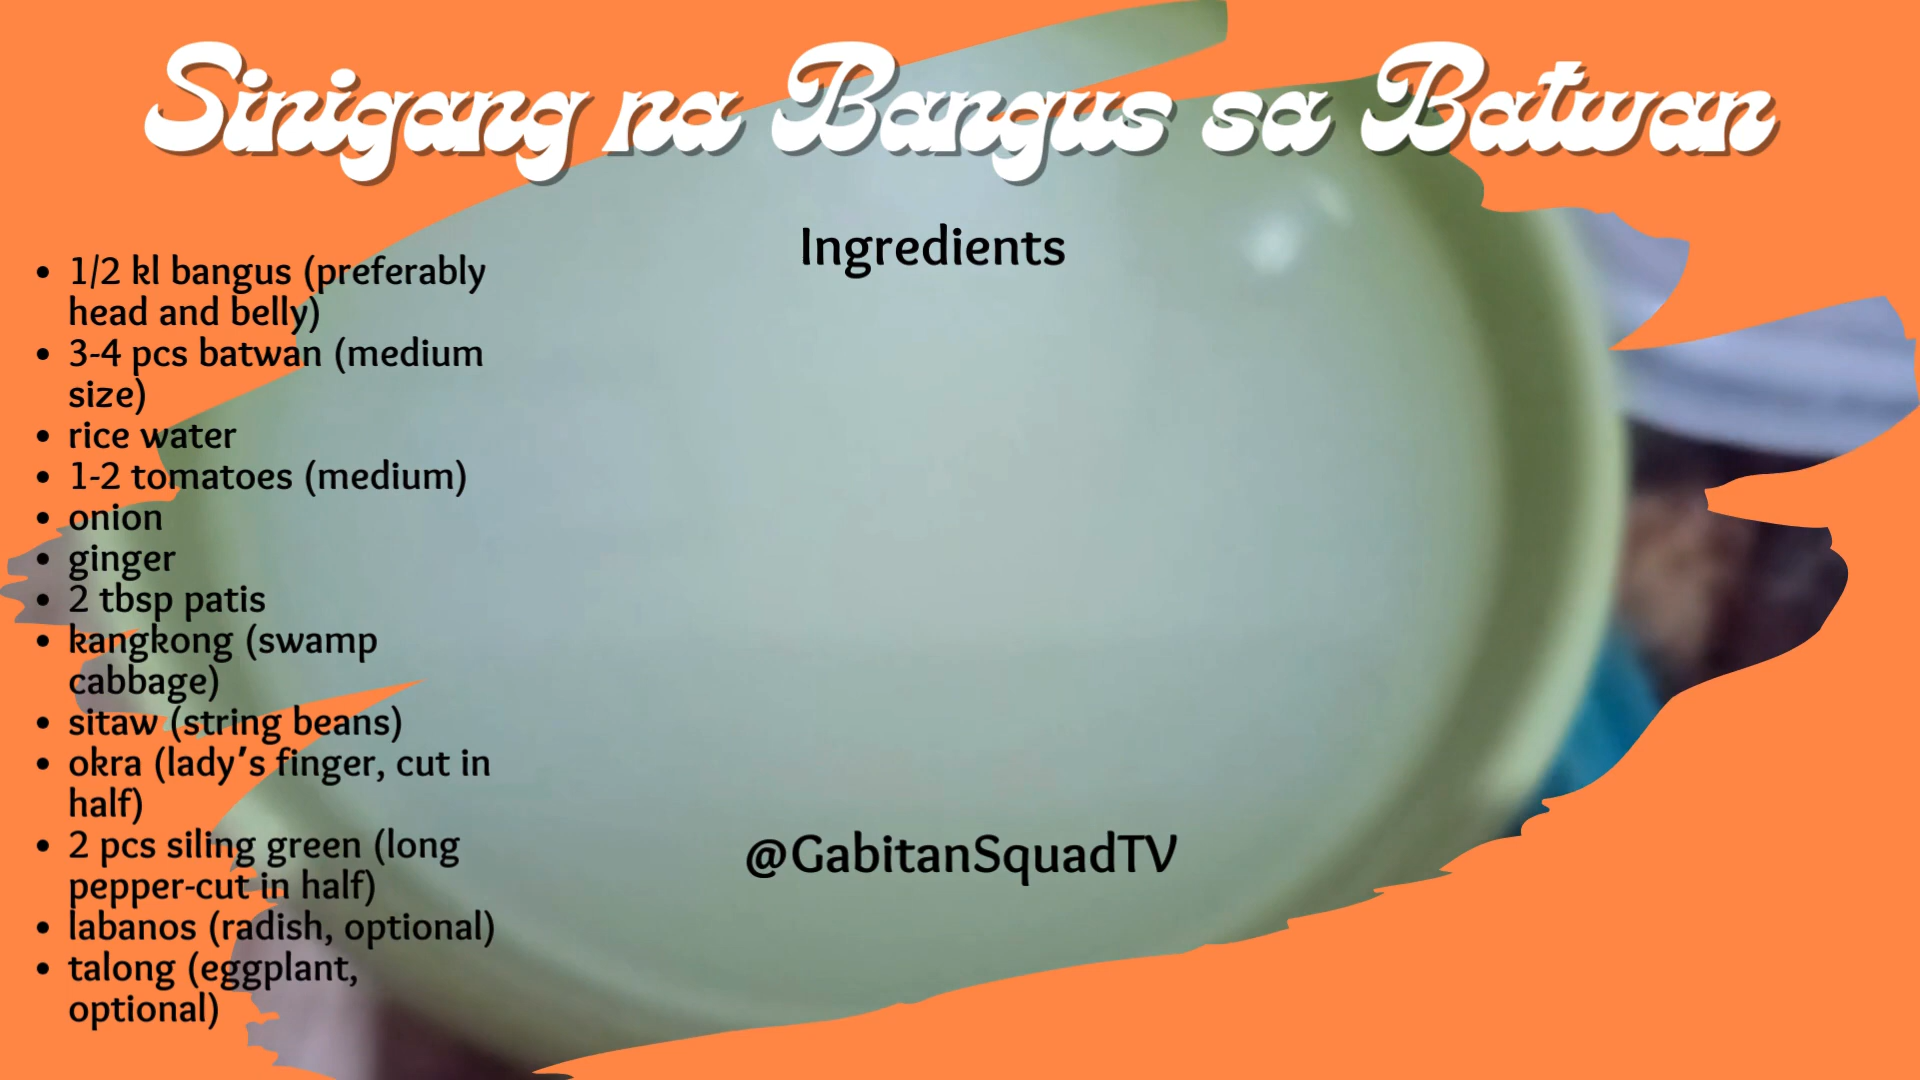 Sinigang na Bangus sa Batwan
Ingredients
• 1/2 kl bangus (preferably
head and belly)
• 3-4 pcs batwan (medium
size)
• rice water
• 1-2 tomatoes (medium)
• onion
• ginger
• 2 tbsp patis
• kangkong (swamp
cabbage)
• sitaw (string beans)
• okra (lady's finger, cut in
half)
• 2 pcs siling green (long
pepper-cut in half)
• labanos (radish, optional)
• talong (eggplant,
optional)
@GabitanSquadTV